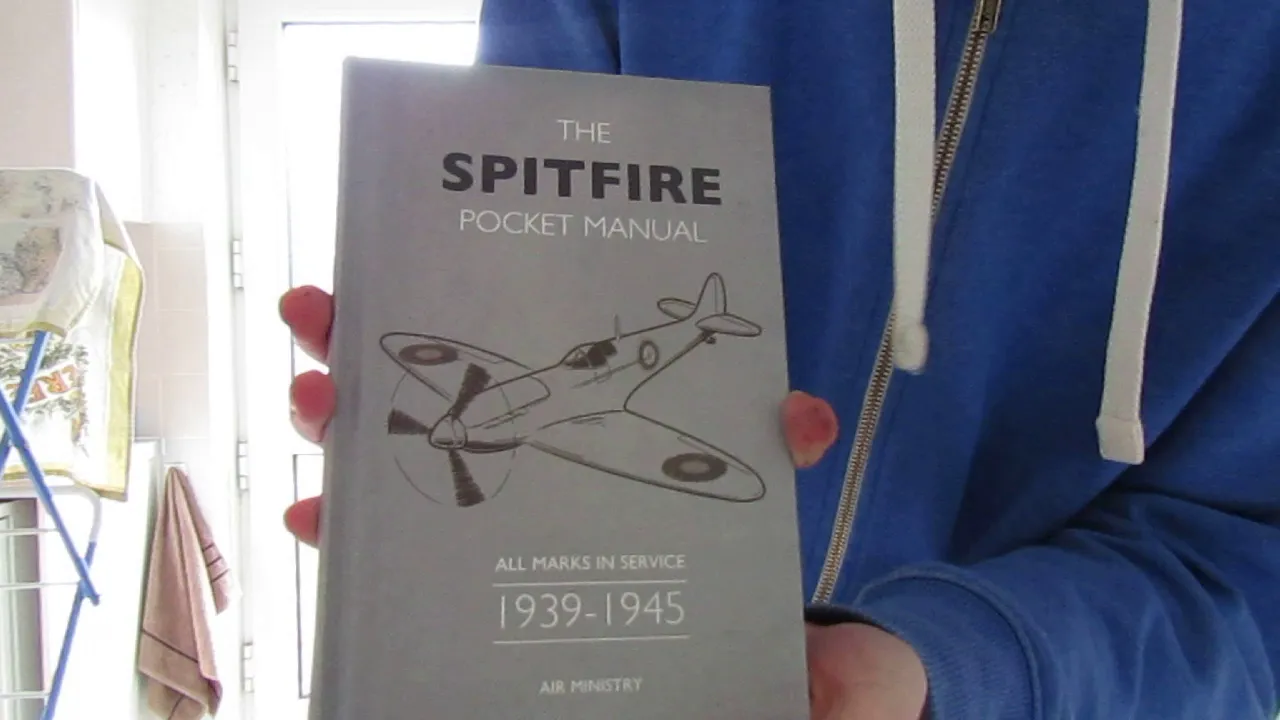 THE
SPITFIRE
POCKET MANUAL
ALL MARKS IN SERVICE
1939-1945
AIR MINISTRY